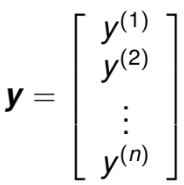 y = [ y^{(1)}
y^{(2)}
⋮
y^{(n)} ]